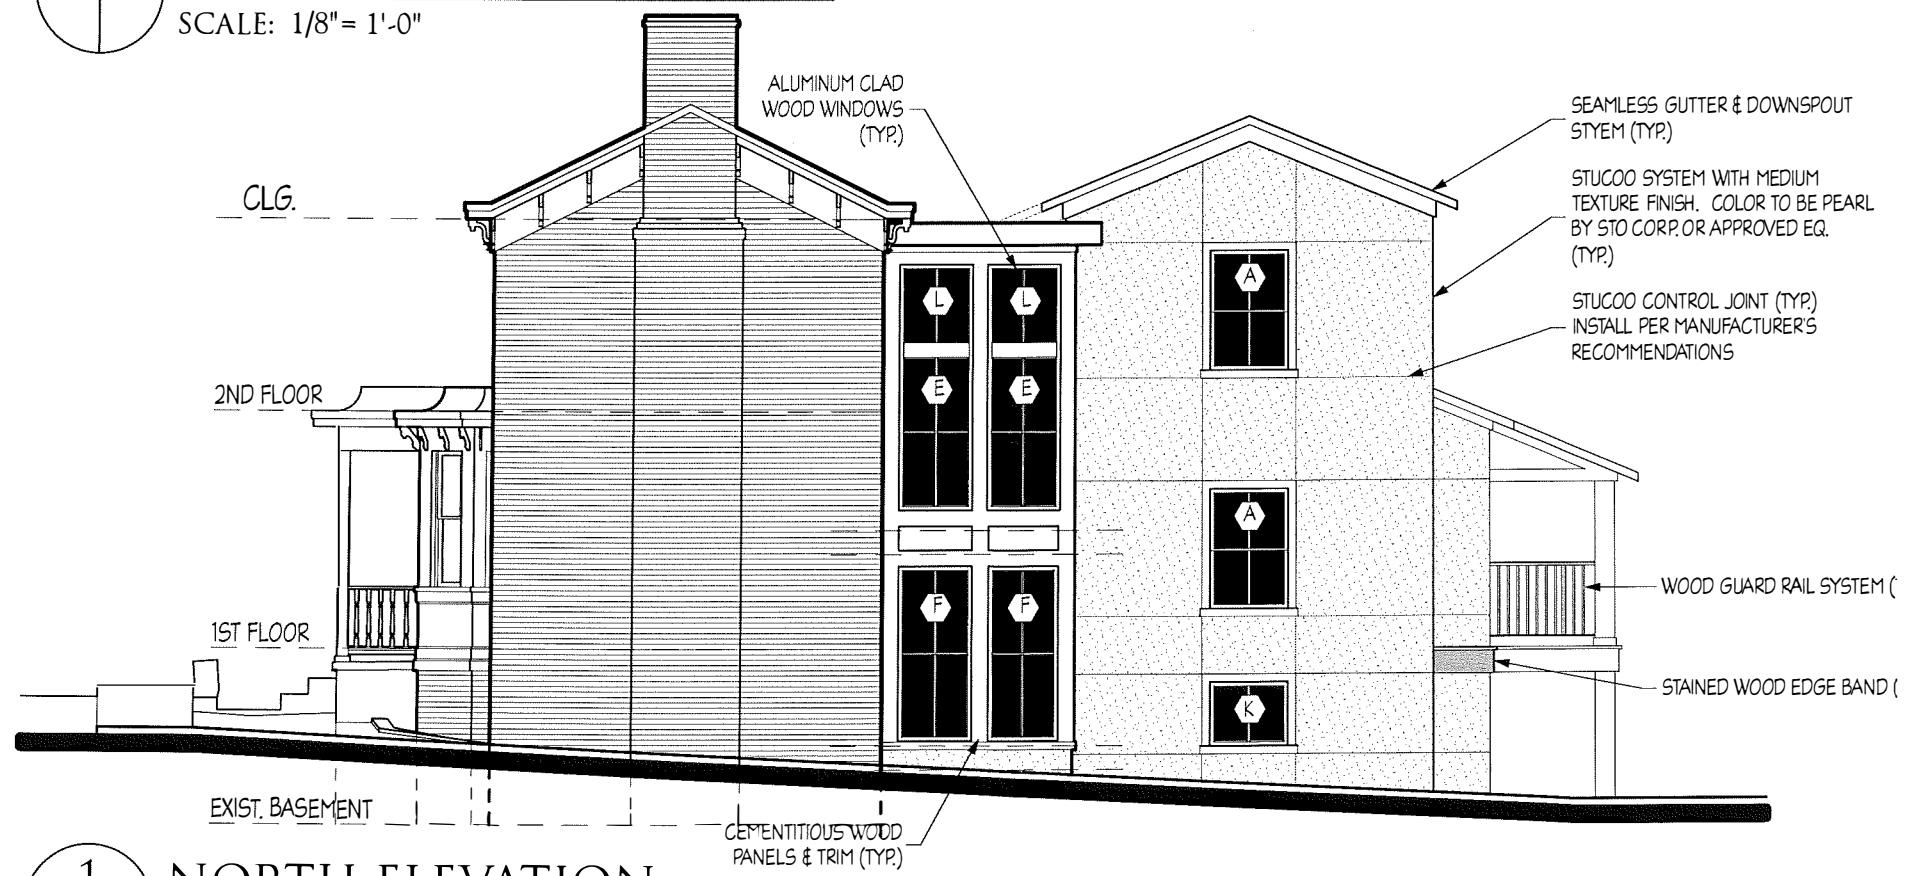 SCALE: 1/8"= 1'-0"
ALUMINUM CLAD
WOOD WINDOWS
(TYP.)
SEAMLESS GUTTER & DOWNSPOUT
STYEM (TYP.)
STUCOO SYSTEM WITH MEDIUM
TEXTURE FINISH. COLOR TO BE PEARL
BY STO CORP. OR APPROVED EQ.
(TYP.)
STUCOO CONTROL JOINT (TYP.)
INSTALL PER MANUFACTURER'S
RECOMMENDATIONS
CLG.
2ND FLOOR
1ST FLOOR
EXIST. BASEMENT
L
L
E
E
F
F
A
A
K
WOOD GUARD RAIL SYSTEM (
STAINED WOOD EDGE BAND (
CEMENTITIOUS WOOD
PANELS & TRIM (TYP.)
1
NORTH ELEVATION